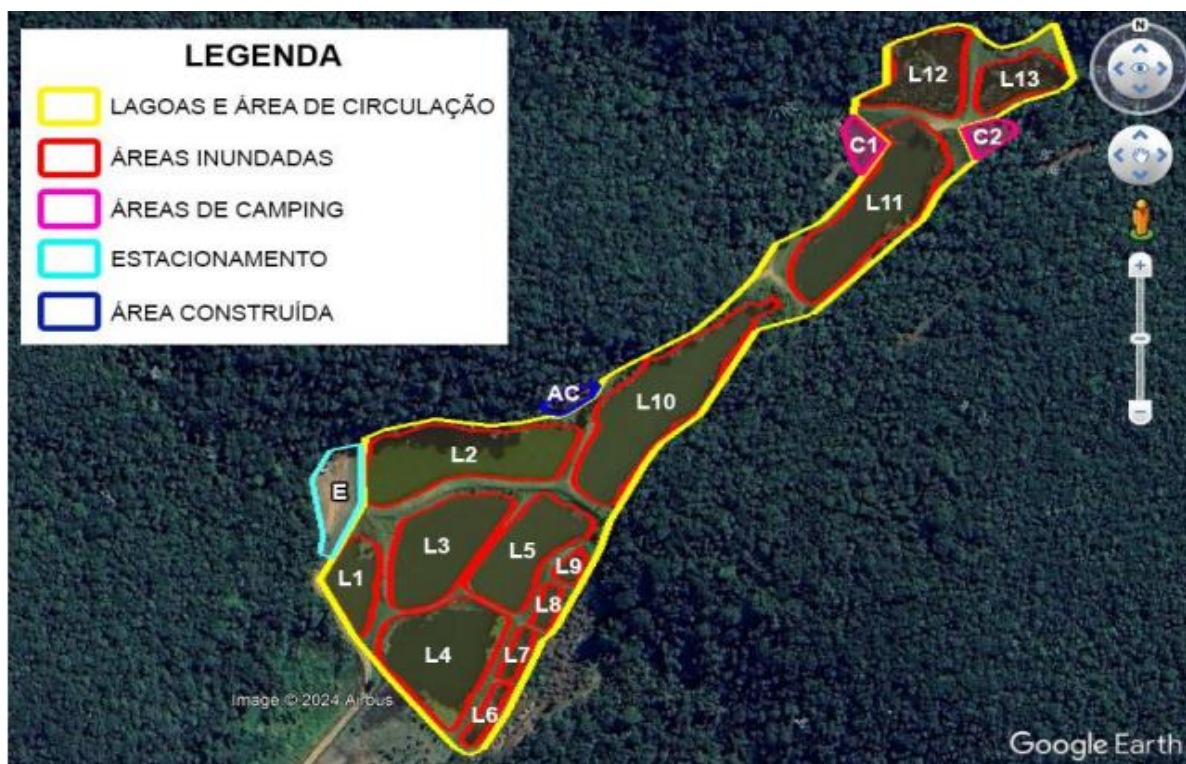 LEGENDA
LAGOAS E ÁREA DE CIRCULAÇÃO
ÁREAS INUNDADAS
ÁREAS DE CAMPING
ESTACIONAMENTO
ÁREA CONSTRUÍDA
N
L12
L13
C1
C2
L11
AC
L10
L2
E
L3
L5
L9
L1
L8
L4
L7
L6
Image © 2024 Airbus
Google Earth